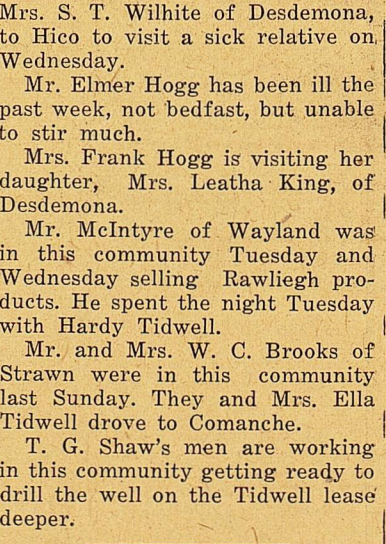 Mrs. S. T. Wilhite of Desdemona,
to Hico to visit a sick relative on
Wednesday.
Mr. Elmer Hogg has been ill the
past week, not bedfast, but unable
to stir much.
Mrs. Frank Hogg is visiting her
daughter, Mrs. Leatha King, of
Desdemona.
Mr. McIntyre of Wayland was
in this community Tuesday and
Wednesday selling Rawliegh pro-
ducts. He spent the night Tuesday
with Hardy Tidwell.
Mr. and Mrs. W. C. Brooks of
Strawn were in this community
last Sunday. They and Mrs. Ella
Tidwell drove to Comanche.
T. G. Shaw's men are working
in this community getting ready to
drill the well on the Tidwell lease
deeper.